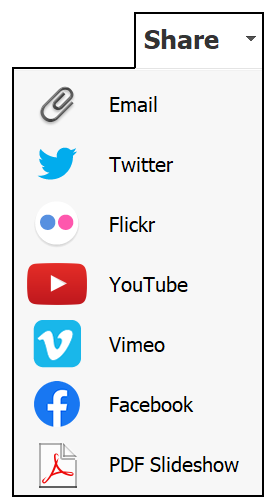 Share
Email
Twitter
Flickr
YouTube
Vimeo
Facebook
PDF Slideshow